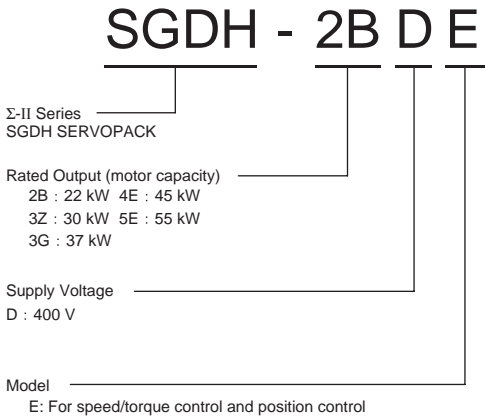 SGDH - 2B D E
Σ-II Series
SGDH SERVOPACK
Rated Output (motor capacity)
2B : 22 kW 4E : 45 kW
3Z : 30 kW 5E : 55 kW
3G : 37 kW
Supply Voltage
D : 400 V
Model
E: For speed/torque control and position control